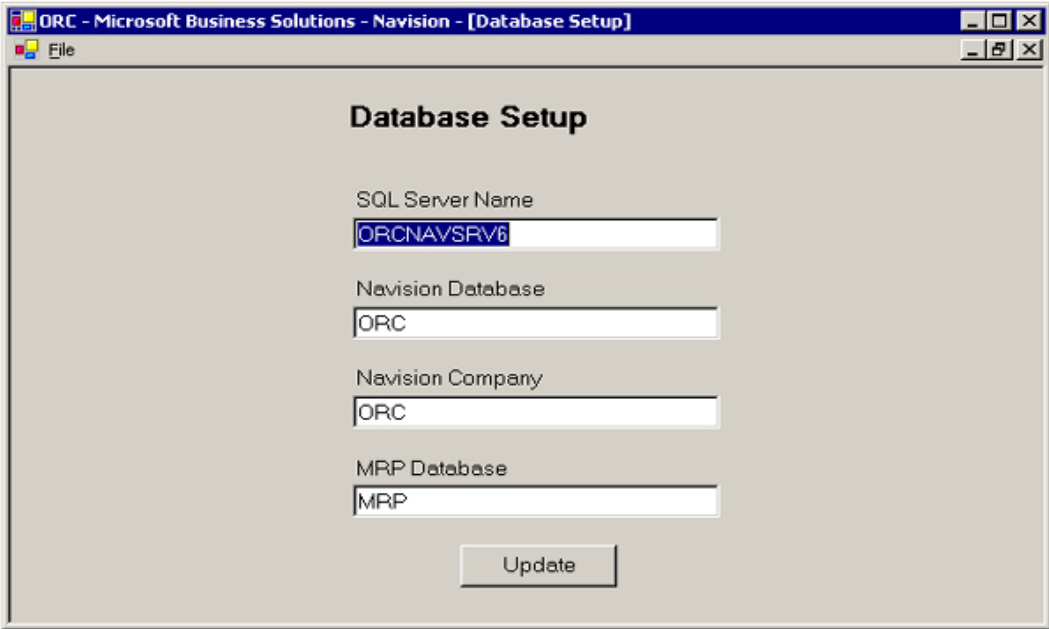 ORC - Microsoft Business Solutions - Navision - [Database Setup]
File
Database Setup
SQL Server Name
ORCNAVSRV6
Navision Database
ORC
Navision Company
ORC
MRP Database
MRP
Update